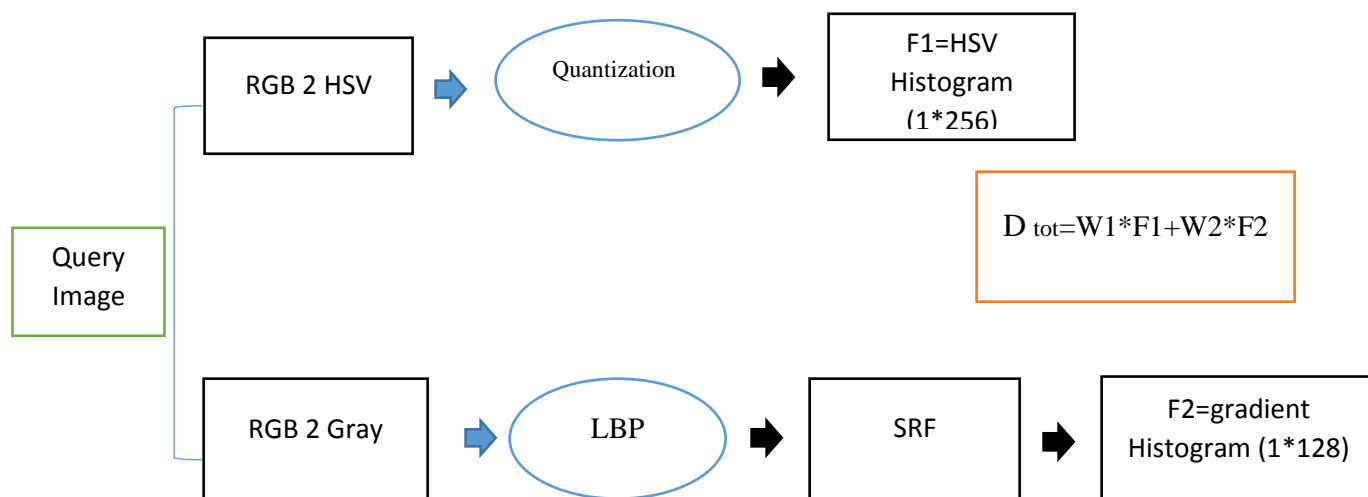 RGB 2 HSV
Quantization
F1=HSV
Histogram
(1*256)
D tot=W1*F1+W2*F2
Query
Image
RGB 2 Gray
LBP
SRF
F2=gradient
Histogram (1*128)